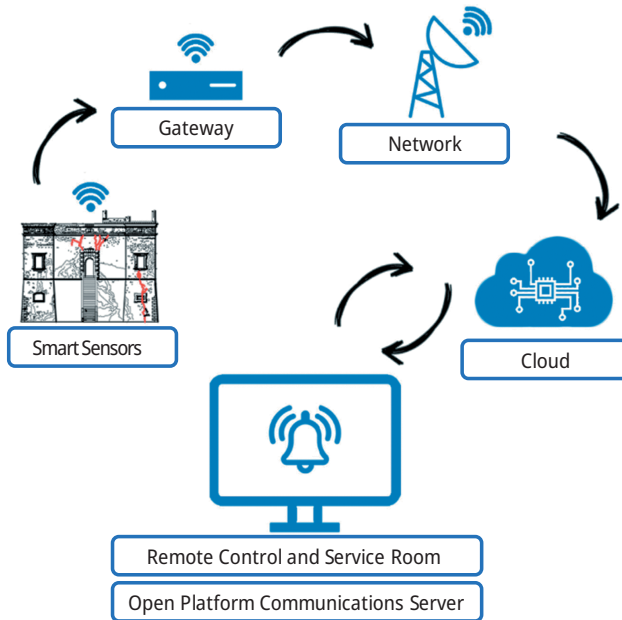 Gateway
Network
Smart Sensors
Cloud
Remote Control and Service Room
Open Platform Communications Server